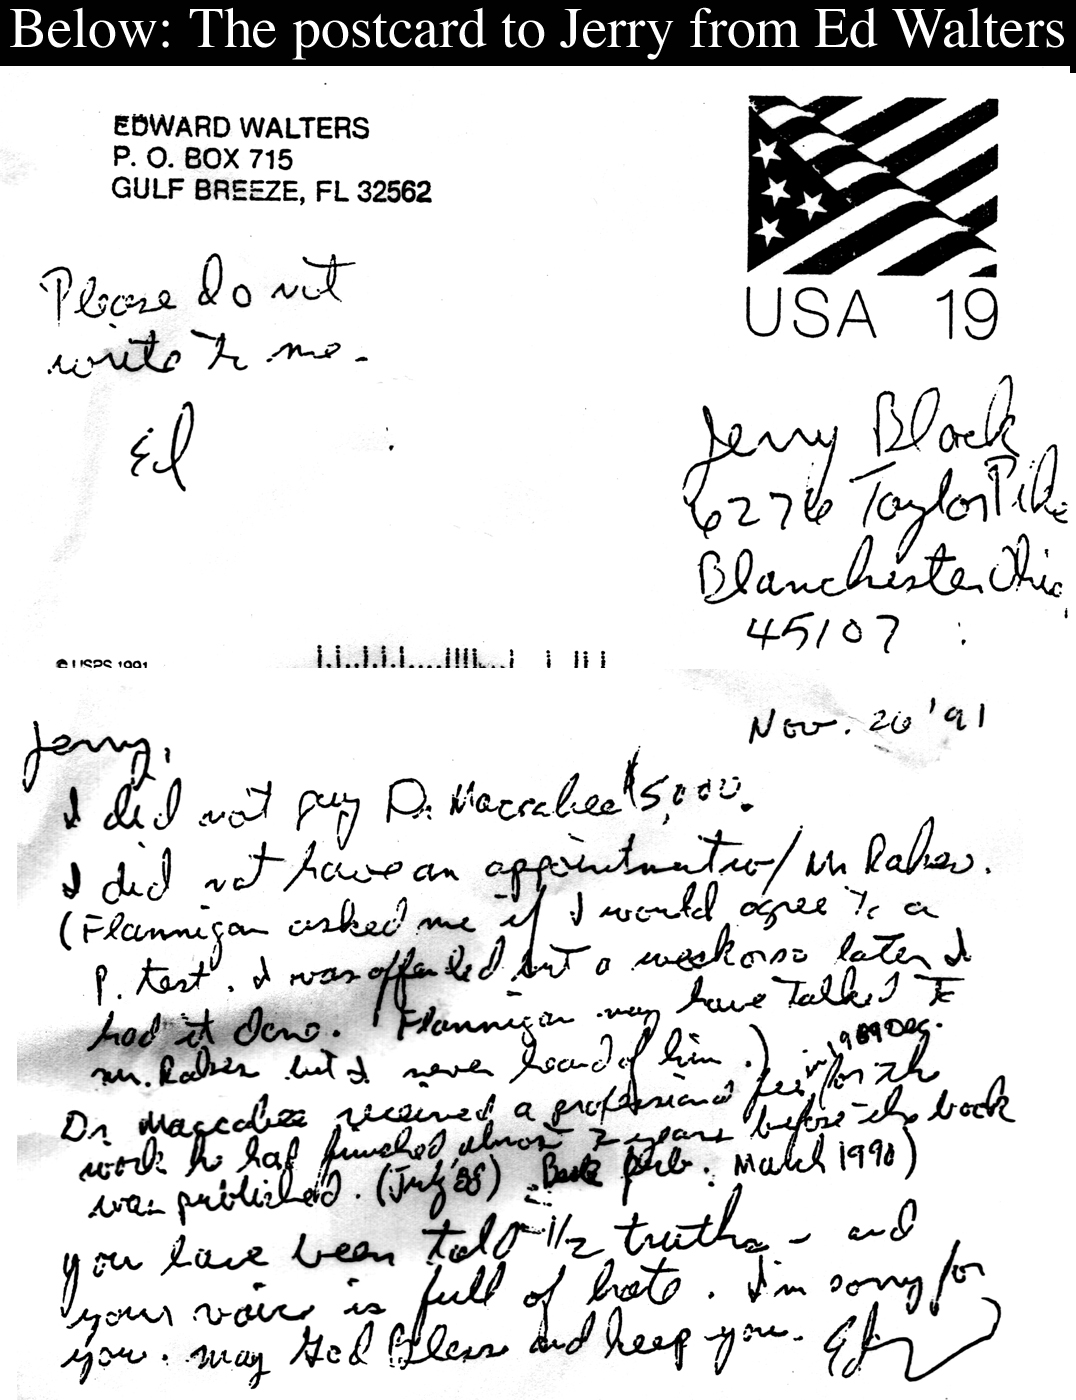 Below: The postcard to Jerry from Ed Walters
EDWARD WALTERS
P. O. BOX 715
GULF BREEZE, FL 32562
USA 19
Please do not
write to me.
Ed
Jerry Black
6276 Taylor Pike
Blanchester Ohio
45107
© USPS 1991
Nov. 26 '91
Jerry,
I did not pay Dr Maccabee $5,000.
I did not have an appointment w/ Mr Raker.
(Flannigan asked me if I would agree to a
P. test. I was offended but a week or so later I
had it done. Flannigan may have talked to
Mr. Raker but I never heard of him.) in 1989 Dec.
Dr Maccabee received a professional fee for the
work he had finished almost 2 years before the book
was published. (July '88) Book pub. March 1990)
you have been told 1/2 truths - and
your voice is full of hate. I'm sorry for
you. May God Bless and keep you. Ed